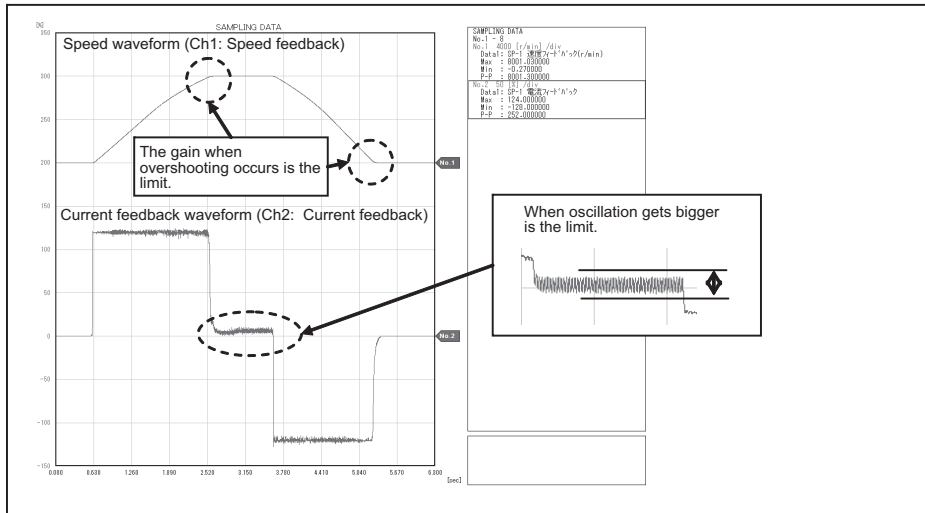 SAMPLING DATA
[%]
350
300
250
200
150
100
50
0
-50
-100
-150
Speed waveform (Ch1: Speed feedback)
The gain when
overshooting occurs is the
limit.
No.1
Current feedback waveform (Ch2: Current feedback)
No.2
0.000 0.630 1.260 1.890 2.520 3.150 3.780 4.410 5.040 5.670 6.300
[sec]
SAMPLING DATA
No.1 - 8
No.1 4000 [r/min] /div
Data1: SP-1 速度フィードバック(r/min)
Max : 8001.030000
Min : -0.270000
P-P : 8001.300000
No.2 50 [%] /div
Data1: SP-1 電流フィードバック
Max : 124.000000
Min : -128.000000
P-P : 252.000000
When oscillation gets bigger
is the limit.